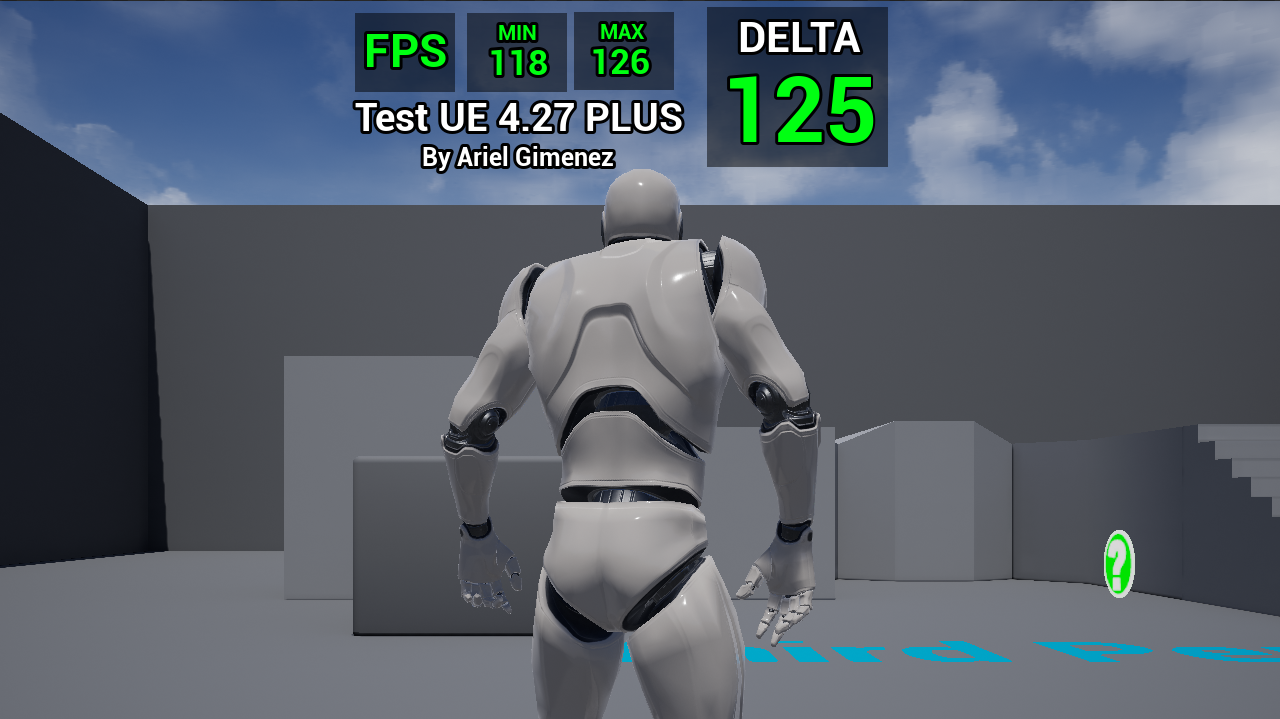 FPS
MIN
118
MAX
126
DELTA
125
Test UE 4.27 PLUS
By Ariel Gimenez
?